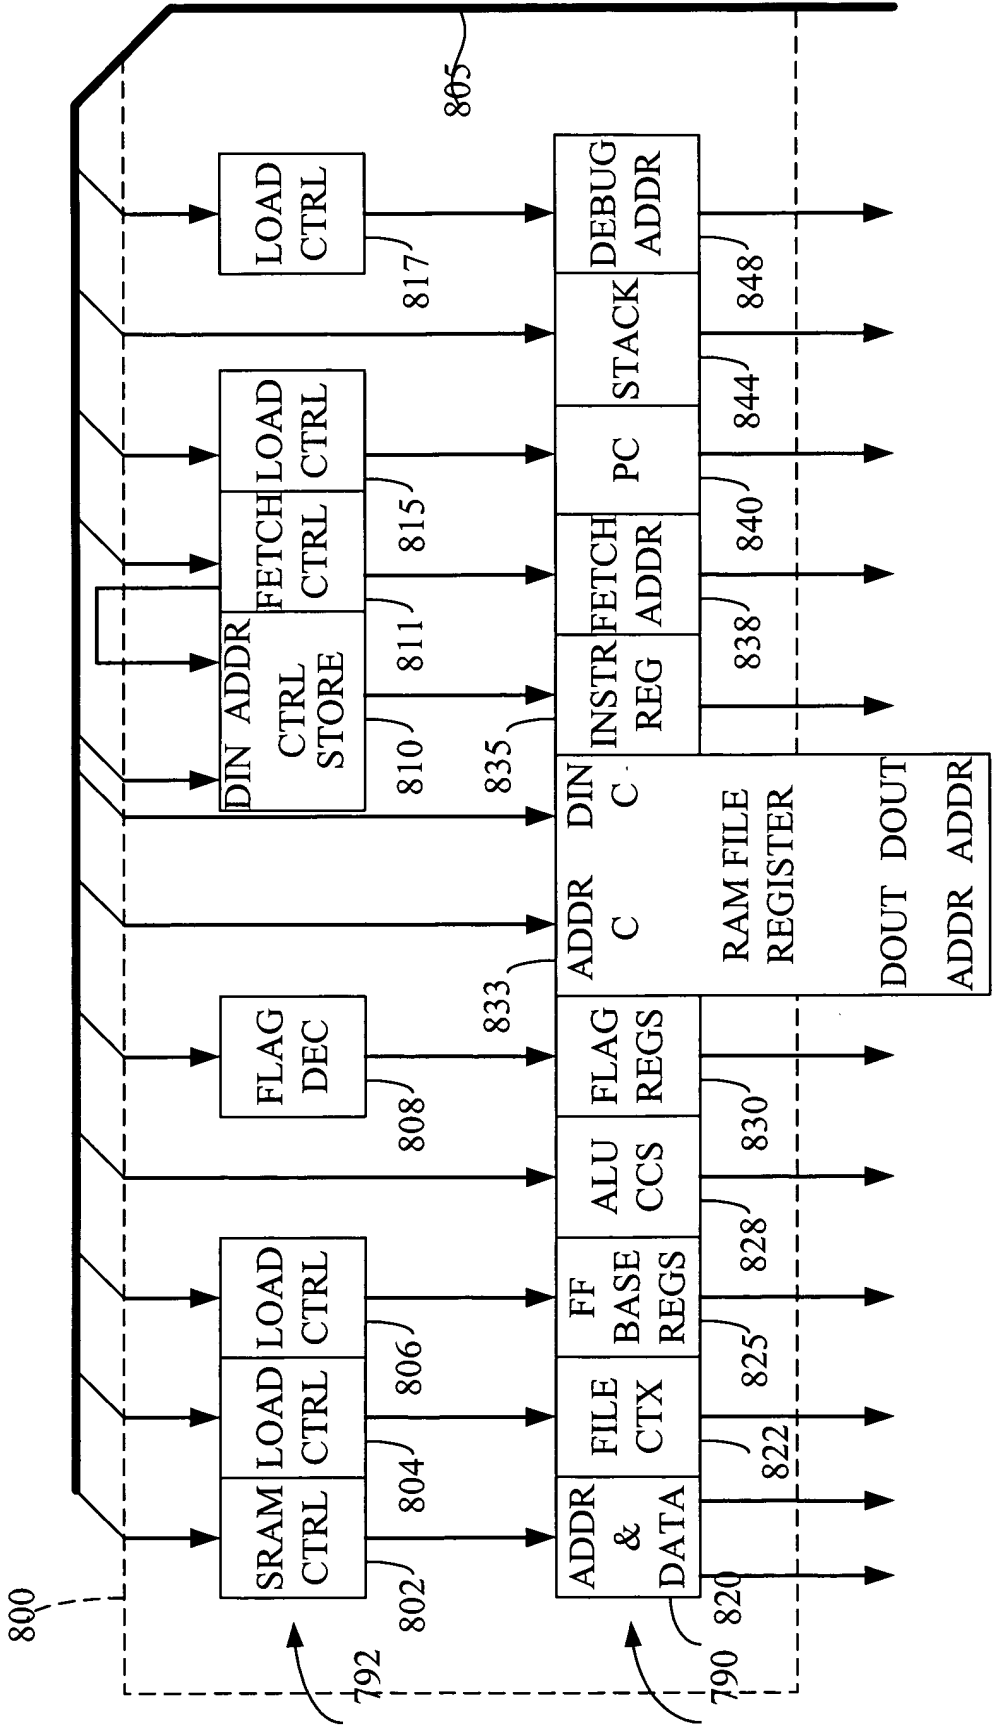 800
805
792
SRAM
CTRL
802
LOAD
CTRL
804
LOAD
CTRL
806
FLAG
DEC
808
DIN ADDR
CTRL
STORE
810
FETCH
CTRL
811
LOAD
CTRL
815
LOAD
CTRL
817
790
ADDR
&
DATA
820
FILE
CTX
822
FF
BASE
REGS
825
ALU
CCS
828
FLAG
REGS
830
833
ADDR DIN
C C
RAM FILE
REGISTER
DOUT DOUT
ADDR ADDR
835
INSTR
REG
FETCH
ADDR
838
PC
840
STACK
844
DEBUG
ADDR
848